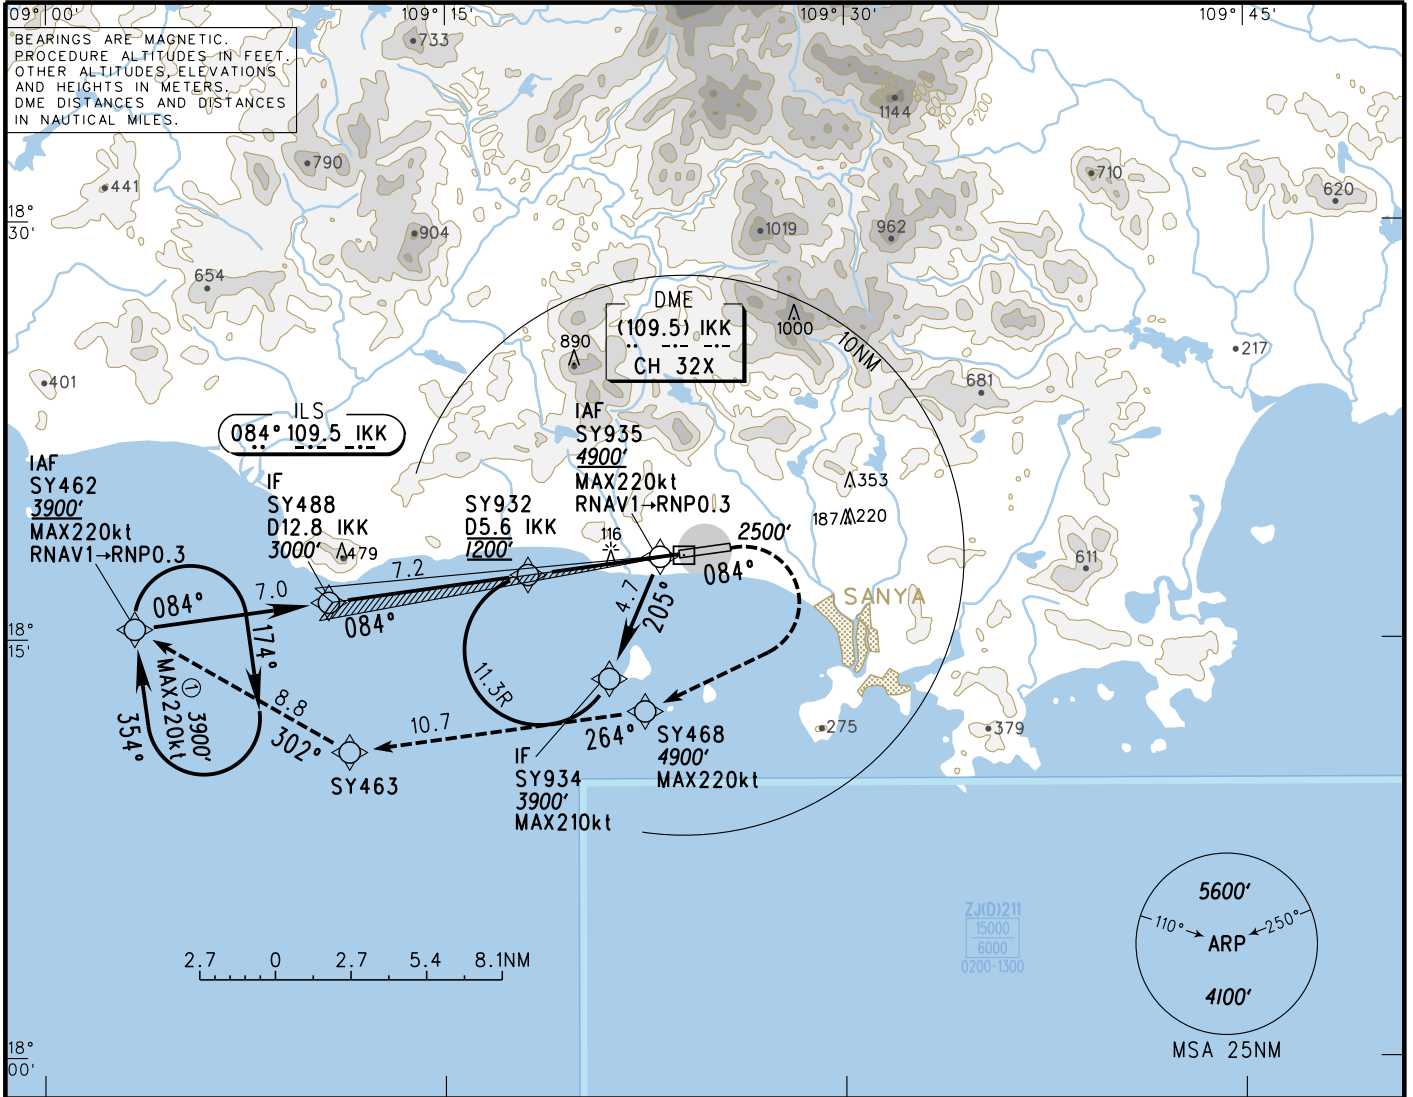 09° 00'
109° 15'
109° 30'
109° 45'
BEARINGS ARE MAGNETIC.
PROCEDURE ALTITUDES IN FEET.
OTHER ALTITUDES, ELEVATIONS
AND HEIGHTS IN METERS.
DME DISTANCES AND DISTANCES
IN NAUTICAL MILES.
733
1144
800
400
200
790
441
710
620
18°
30'
904
1019
962
654
DME
(109.5) IKK
CH 32X
1000
10NM
890
217
401
681
ILS
084° 109.5 IKK
IAF
SY935
4900'
MAX220kt
RNAV1→RNP0.3
IAF
SY462
3900'
MAX220kt
RNAV1→RNP0.3
IF
SY488
D12.8 IKK
3000'
479
SY932
D5.6 IKK
1200'
116
353
187
220
2500'
084°
611
7.2
7.0
084°
084°
4.7
205°
SANYA
18°
15'
174°
① 3900'
MAX220kt
354°
8.8
302°
11.3R
10.7
264°
SY463
IF
SY934
3900'
MAX210kt
SY468
4900'
MAX220kt
275
379
ZJ(D)211
15000
6000
0200-1300
5600'
110°
250°
ARP
4100'
MSA 25NM
2.7 0 2.7 5.4 8.1NM
18°
00'